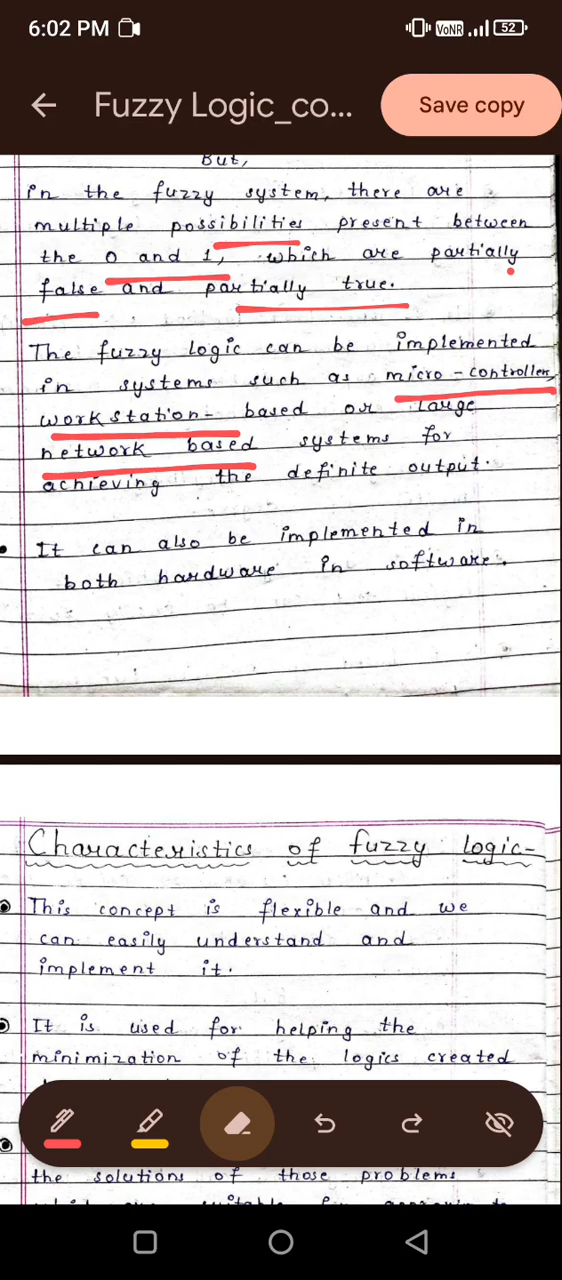 6:02 PM
VoNR 52
Fuzzy Logic_co...
Save copy
But,
in the fuzzy system, there are
multiple possibilities present between
the 0 and 1, which are partially
false and partially true.
The fuzzy logic can be implemented
in systems such as micro-controller,
workstation- based or large
network based systems for
achieving the definite output.
It can also be implemented in
both hardware in software.
Characteristics of fuzzy logic-
This concept is flexible and we
can easily understand and
implement it.
It is used for helping the
minimization of the logics created
the solutions of those problems